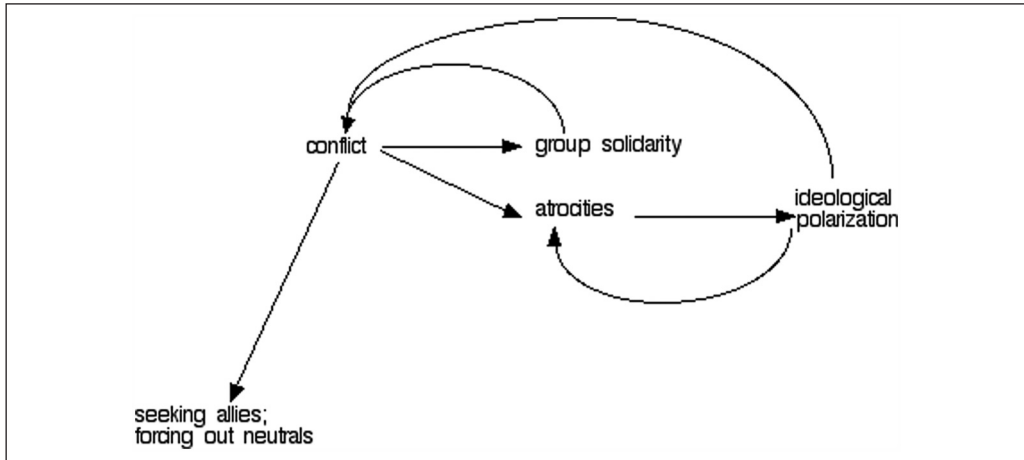 conflict
group solidarity
atrocities
ideological
polarization
seeking allies;
forcing out neutrals